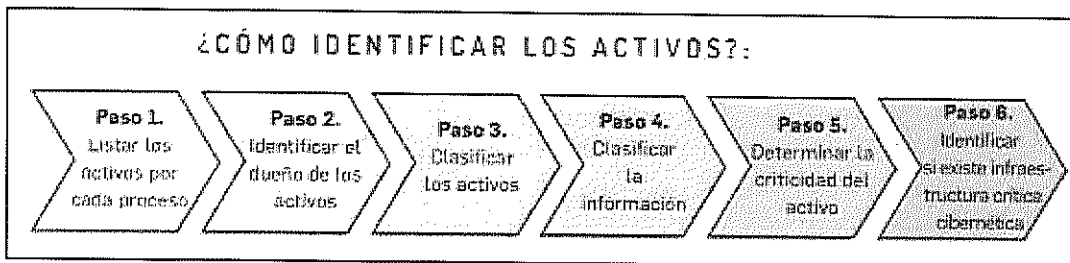 ¿CÓMO IDENTIFICAR LOS ACTIVOS?:
Paso 1.
Listar los
activos por
cada proceso
Paso 2.
Identificar el
dueño de los
activos
Paso 3.
Clasificar
los activos
Paso 4.
Clasificar
la
información
Paso 5.
Determinar la
criticidad del
activo
Paso 6.
Identificar
si existe infraes-
tructura crítica
cibernética